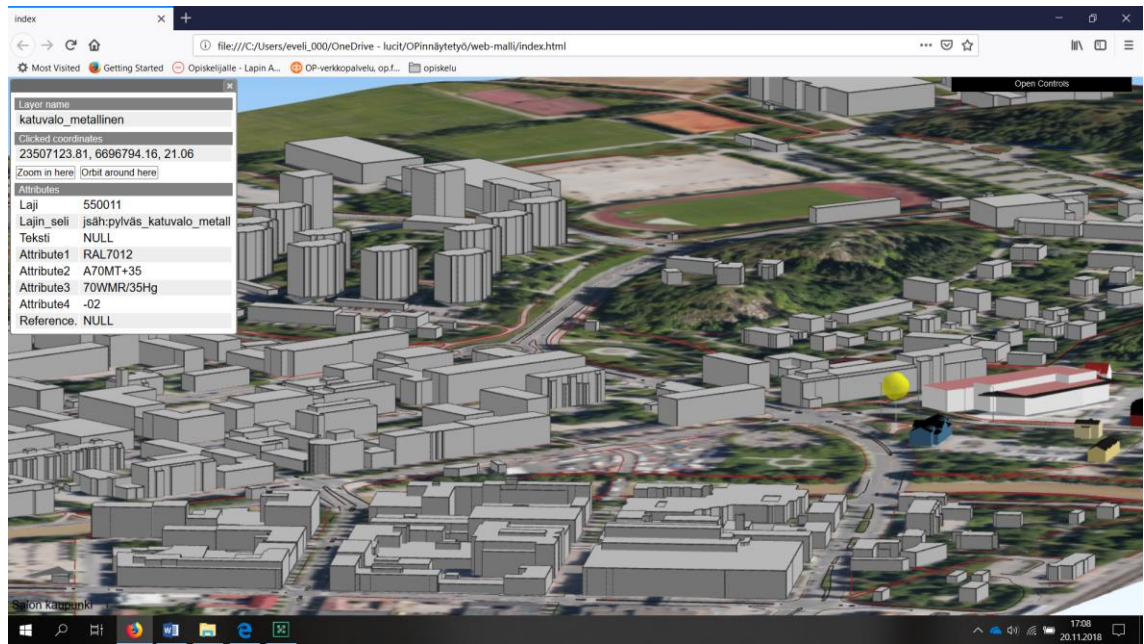 index
file:///C:/Users/eveli_000/OneDrive - lucit/OPinnäytetyö/web-malli/index.html
Most Visited Getting Started Opiskelijalle - Lapin A... OP-verkkopalvelu, op.f... opiskelu
Open Controls
Layer name
katuvalo_metallinen
Clicked coordinates
23507123.81, 6696794.16, 21.06
Zoom in here Orbit around here
Attributes
Laji 550011
Lajin_seli jsäh:pylväs_katuvalo_metall
Teksti NULL
Attribute1 RAL7012
Attribute2 A70MT+35
Attribute3 70WMR/35Hg
Attribute4 -02
Reference. NULL
Salon kaupunki
17:08
20.11.2018